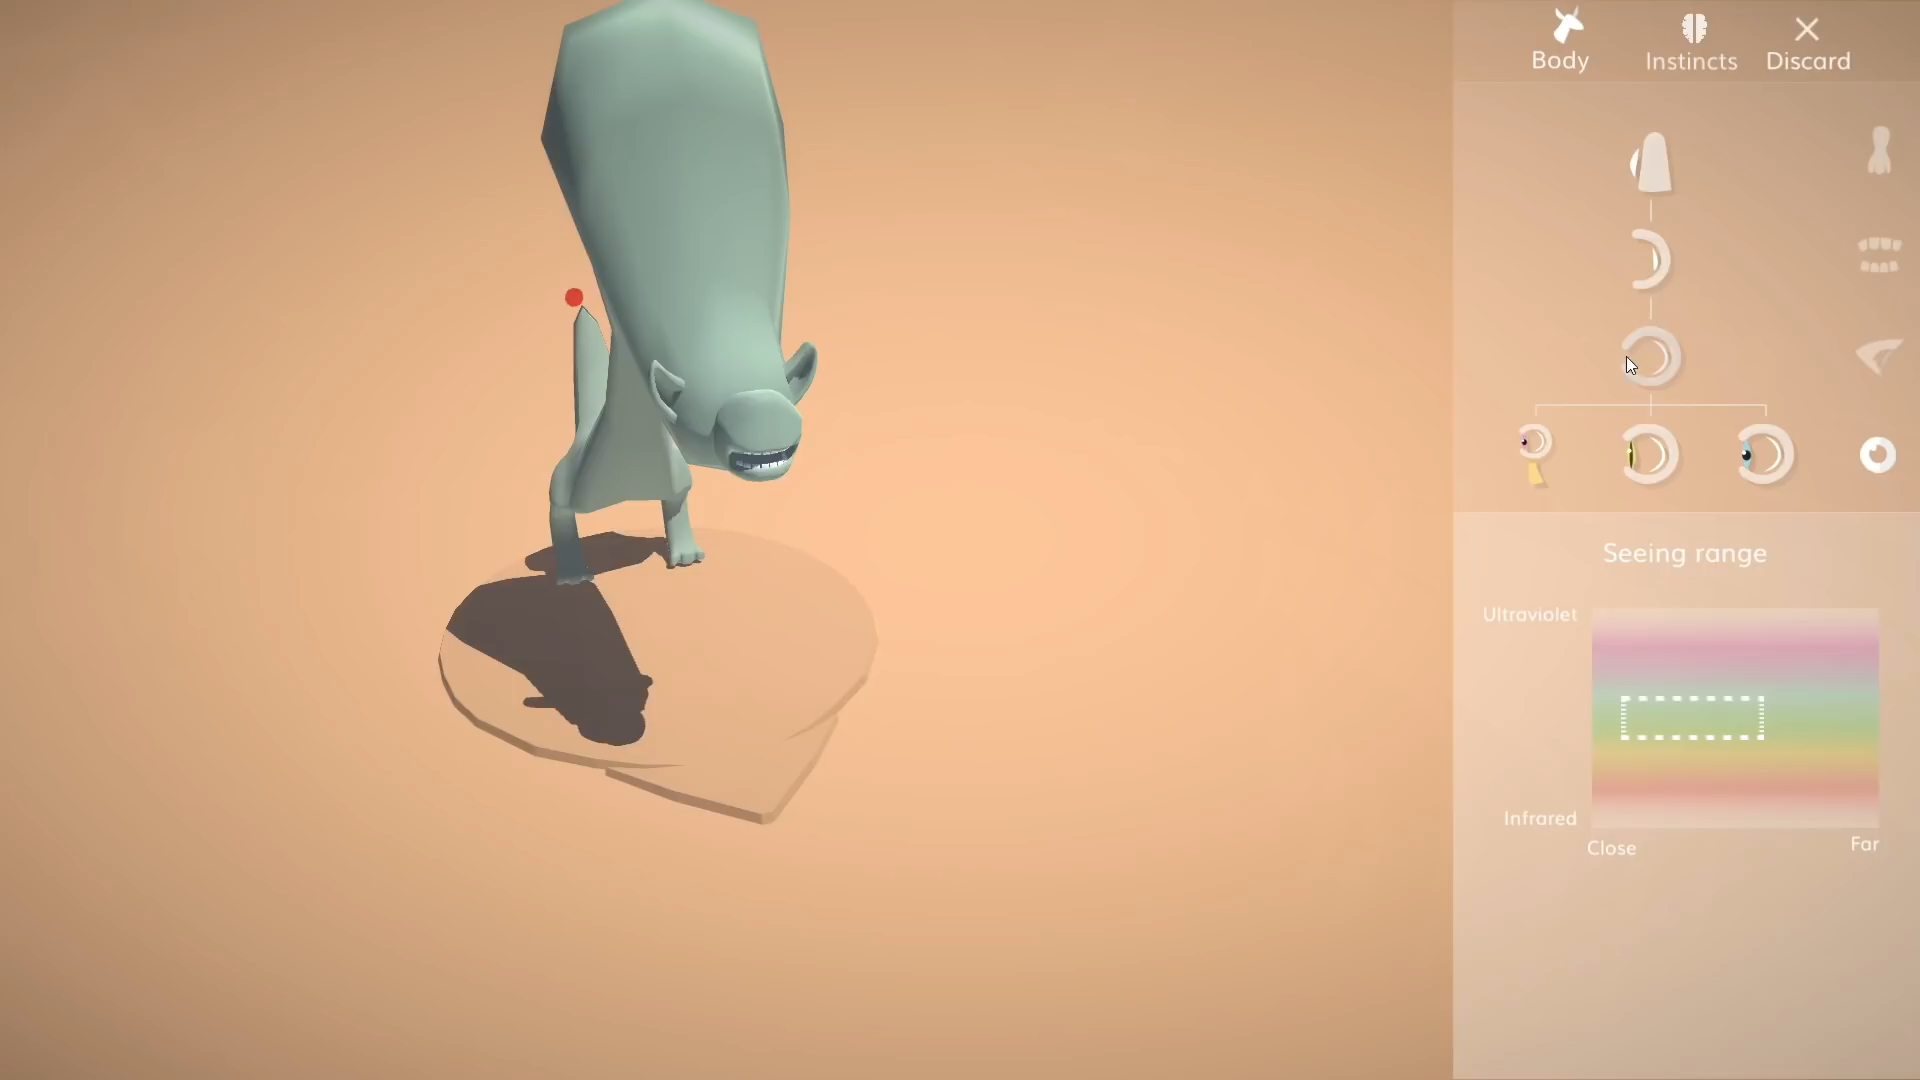 Body
Instincts
Discard
Seeing range
Ultraviolet
Infrared
Close
Far